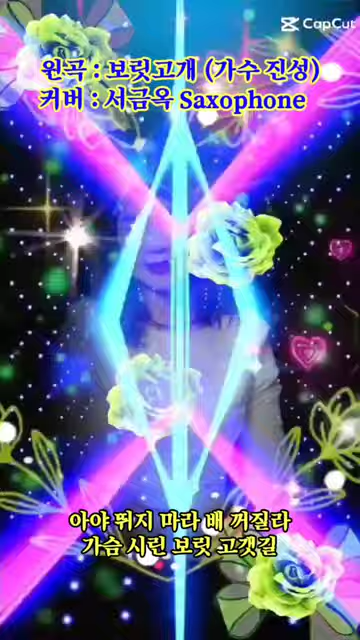 CapCut
원곡 : 보릿고개 (가수 진성)
커버 : 서금옥 Saxophone
아야 뛰지 마라 배 꺼질라
가슴 시린 보릿 고갯길